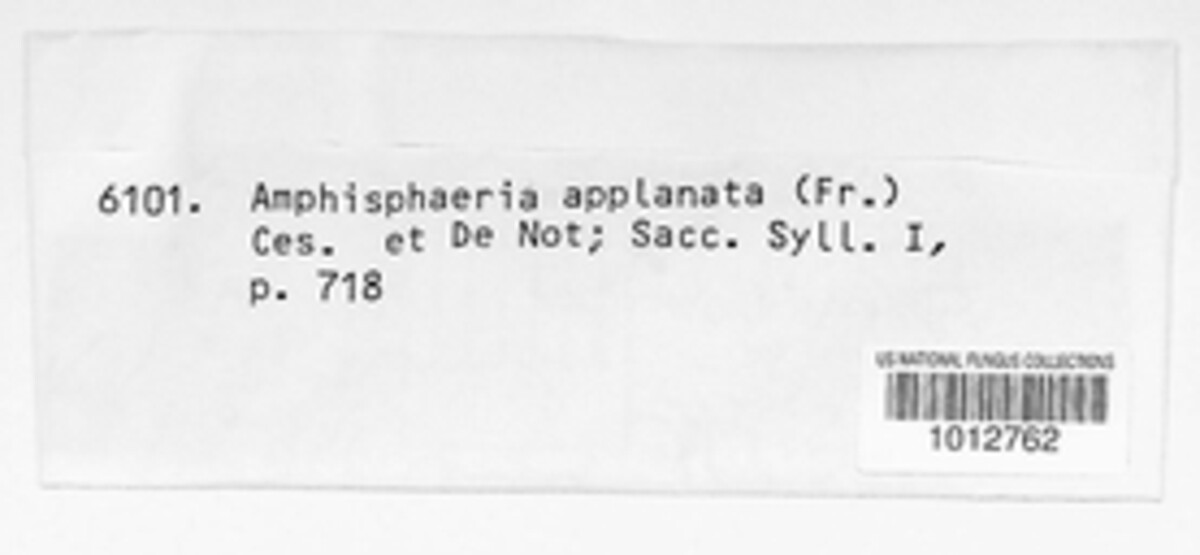 6101. Amphisphaeria applanata (Fr.)
Ces. et De Not; Sacc. Syll. I,
p. 718
US NATIONAL FUNGUS COLLECTIONS
1012762